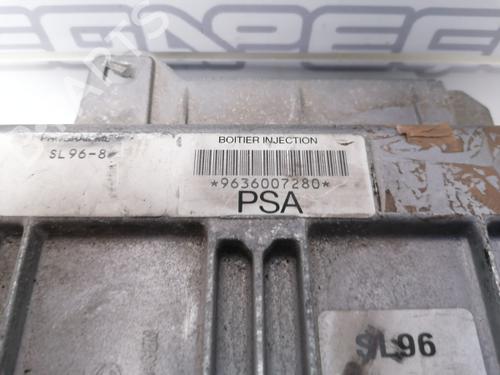 BOITIER INJECTION
SL96-8
*9636007280*
PSA
SL96